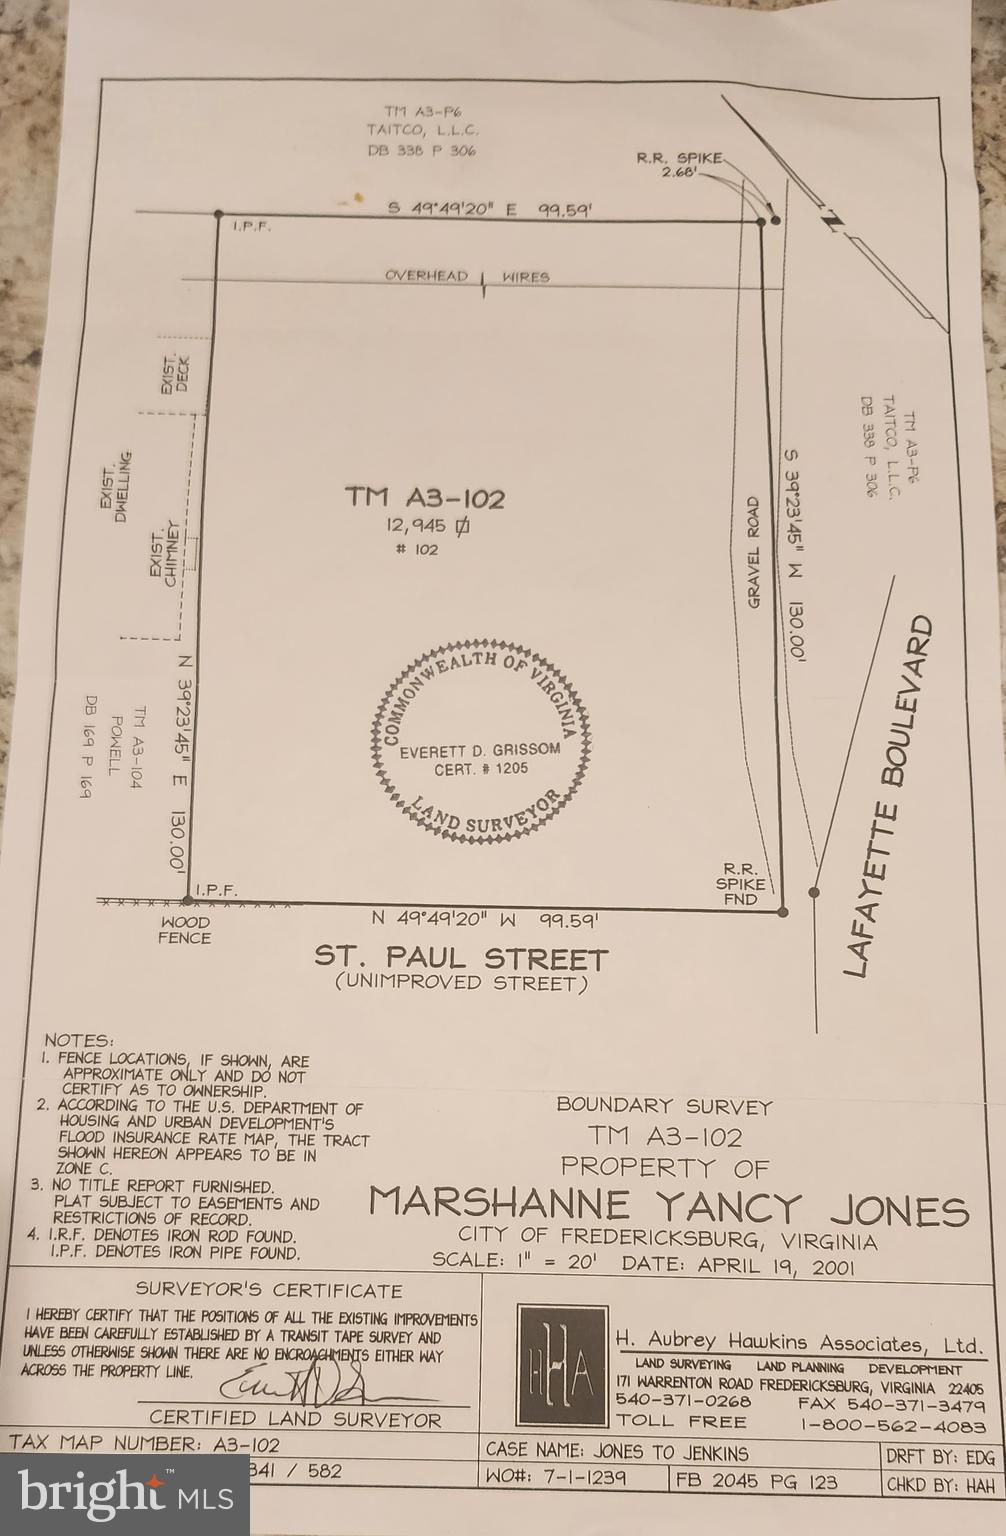 TM A3-P6
TAITCO, L.L.C.
DB 338 P 306
R.R. SPIKE
2.68'
S 49°49'20" E 99.59'
I.P.F.
OVERHEAD WIRES
N
EXIST.
DECK
EXIST.
DWELLING
EXIST.
CHIMNEY
TM A3-102
12,945
# 102
GRAVEL ROAD
S 39°23'45" W 130.00'
TM A3-P6
TAITCO, L.L.C.
DB 338 P 306
LAFAYETTE BOULEVARD
N 39°23'45" E 130.00'
TM A3-104
POWELL
DB 169 P 169
COMMONWEALTH OF VIRGINIA
EVERETT D. GRISSOM
CERT. # 1205
LAND SURVEYOR
I.P.F.
R.R.
SPIKE
FND
WOOD
FENCE
N 49°49'20" W 99.59'
ST. PAUL STREET
(UNIMPROVED STREET)
NOTES:
1. FENCE LOCATIONS, IF SHOWN, ARE
APPROXIMATE ONLY AND DO NOT
CERTIFY AS TO OWNERSHIP.
2. ACCORDING TO THE U.S. DEPARTMENT OF
HOUSING AND URBAN DEVELOPMENT'S
FLOOD INSURANCE RATE MAP, THE TRACT
SHOWN HEREON APPEARS TO BE IN
ZONE C.
3. NO TITLE REPORT FURNISHED.
PLAT SUBJECT TO EASEMENTS AND
RESTRICTIONS OF RECORD.
4. I.R.F. DENOTES IRON ROD FOUND.
I.P.F. DENOTES IRON PIPE FOUND.
BOUNDARY SURVEY
TM A3-102
PROPERTY OF
MARSHANNE YANCY JONES
CITY OF FREDERICKSBURG, VIRGINIA
SCALE: 1" = 20' DATE: APRIL 19, 2001
SURVEYOR'S CERTIFICATE
I HEREBY CERTIFY THAT THE POSITIONS OF ALL THE EXISTING IMPROVEMENTS
HAVE BEEN CAREFULLY ESTABLISHED BY A TRANSIT TAPE SURVEY AND
UNLESS OTHERWISE SHOWN THERE ARE NO ENCROACHMENTS EITHER WAY
ACROSS THE PROPERTY LINE.
CERTIFIED LAND SURVEYOR
HHA
H. Aubrey Hawkins Associates, Ltd.
LAND SURVEYING LAND PLANNING DEVELOPMENT
171 WARRENTON ROAD FREDERICKSBURG, VIRGINIA 22405
540-371-0268 FAX 540-371-3479
TOLL FREE 1-800-562-4083
TAX MAP NUMBER: A3-102
341 / 582
CASE NAME: JONES TO JENKINS
DRFT BY: EDG
WO#: 7-1-1239
FB 2045 PG 123
CHKD BY: HAH
bright™ MLS